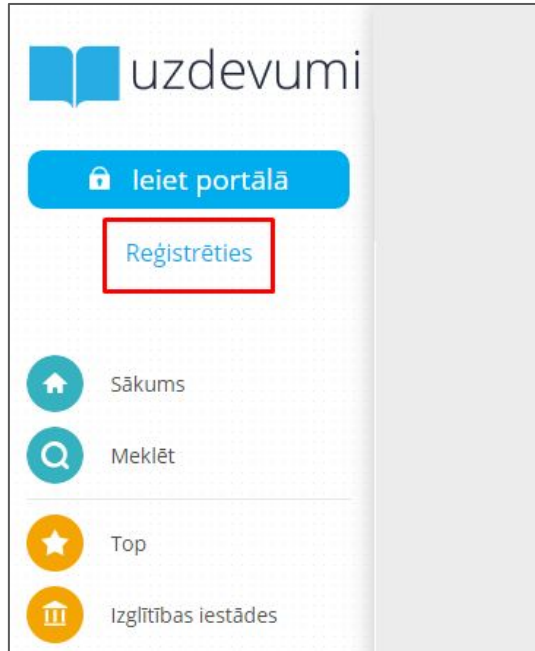 uzdevumi
Ieiet portālā
Reģistrēties
Sākums
Meklēt
Top
Izglītības iestādes